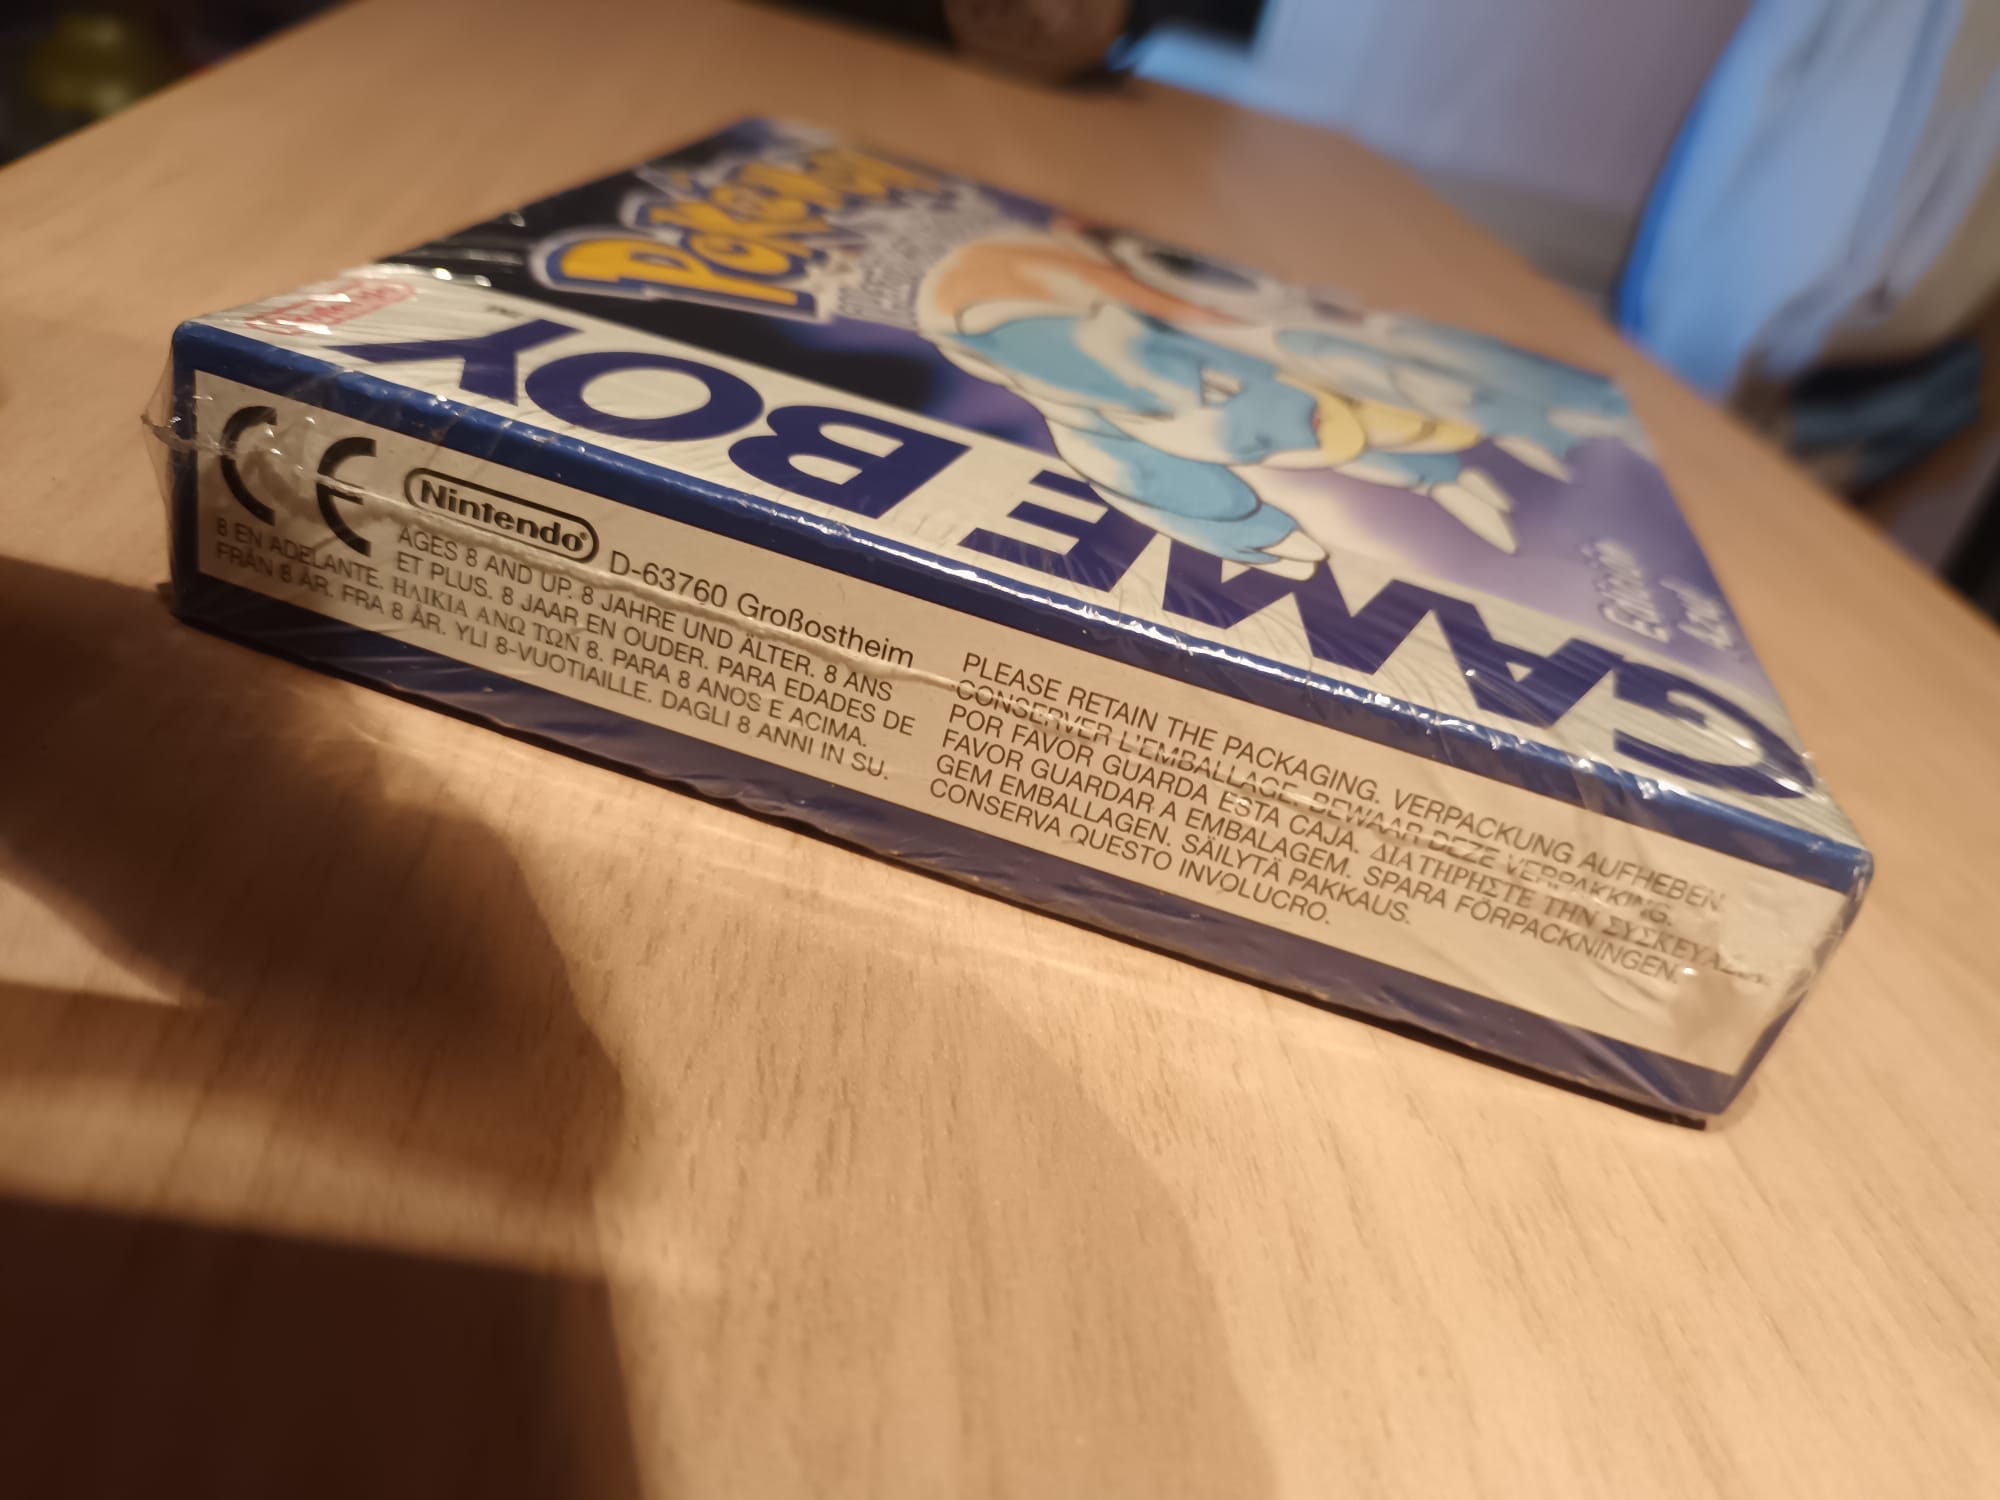 POKÉMON
Edición
Azul
GAME BOY
TM
Nintendo
CE
Nintendo®
D-63760 Großostheim
AGES 8 AND UP. 8 JAHRE UND ÄLTER. 8 ANS
ET PLUS. 8 JAAR EN OUDER. PARA EDADES DE
8 EN ADELANTE. ΗΛΙΚΙΑ ΑΝΩ ΤΩΝ 8. PARA 8 ANOS E ACIMA.
FRÅN 8 ÅR. FRA 8 ÅR. YLI 8-VUOTIAILLE. DAGLI 8 ANNI IN SU.
PLEASE RETAIN THE PACKAGING. VERPACKUNG AUFHEBEN.
CONSERVER L'EMBALLAGE. BEWAAR DEZE VERPAKKING.
POR FAVOR GUARDA ESTA CAJA. ΔΙΑΤΗΡΗΣΤΕ ΤΗΝ ΣΥΣΚΕΥΑΣΙΑ.
FAVOR GUARDAR A EMBALAGEM. SPARA FÖRPACKNINGEN.
GEM EMBALLAGEN. SÄILYTÄ PAKKAUS.
CONSERVA QUESTO INVOLUCRO.